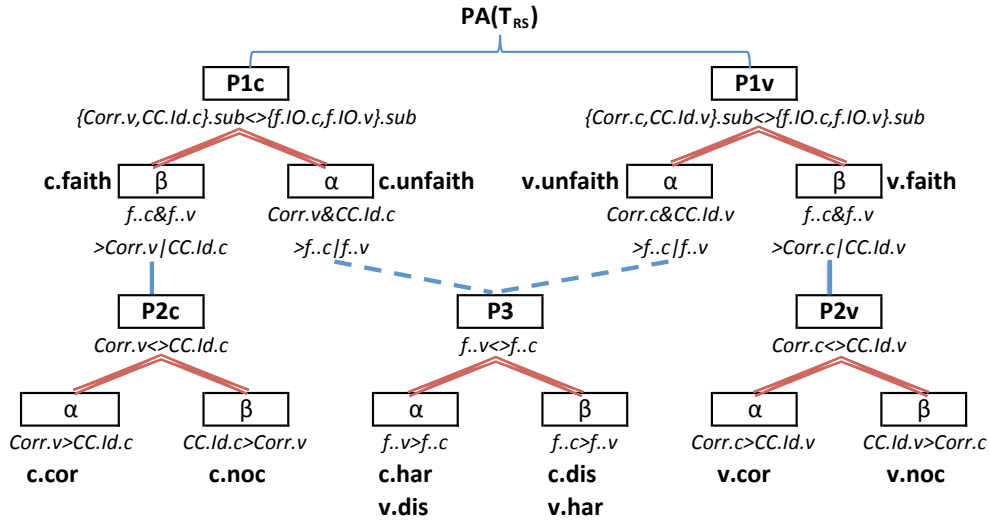 PA(T_RS)
P1c P1v
{Corr.v,CC.Id.c}.sub<>{f.IO.c,f.IO.v}.sub {Corr.c,CC.Id.v}.sub<>{f.IO.c,f.IO.v}.sub
c.faith β α c.unfaith v.unfaith α β v.faith
f..c&f..v Corr.v&CC.Id.c Corr.c&CC.Id.v f..c&f..v
>Corr.v|CC.Id.c >f..c|f..v >f..c|f..v >Corr.c|CC.Id.v
P2c P3 P2v
Corr.v<>CC.Id.c f..v<>f..c Corr.c<>CC.Id.v
α β α β α β
Corr.v>CC.Id.c CC.Id.c>Corr.v f..v>f..c f..c>f..v Corr.c>CC.Id.v CC.Id.v>Corr.c
c.cor c.noc c.har c.dis v.cor v.noc
v.dis v.har